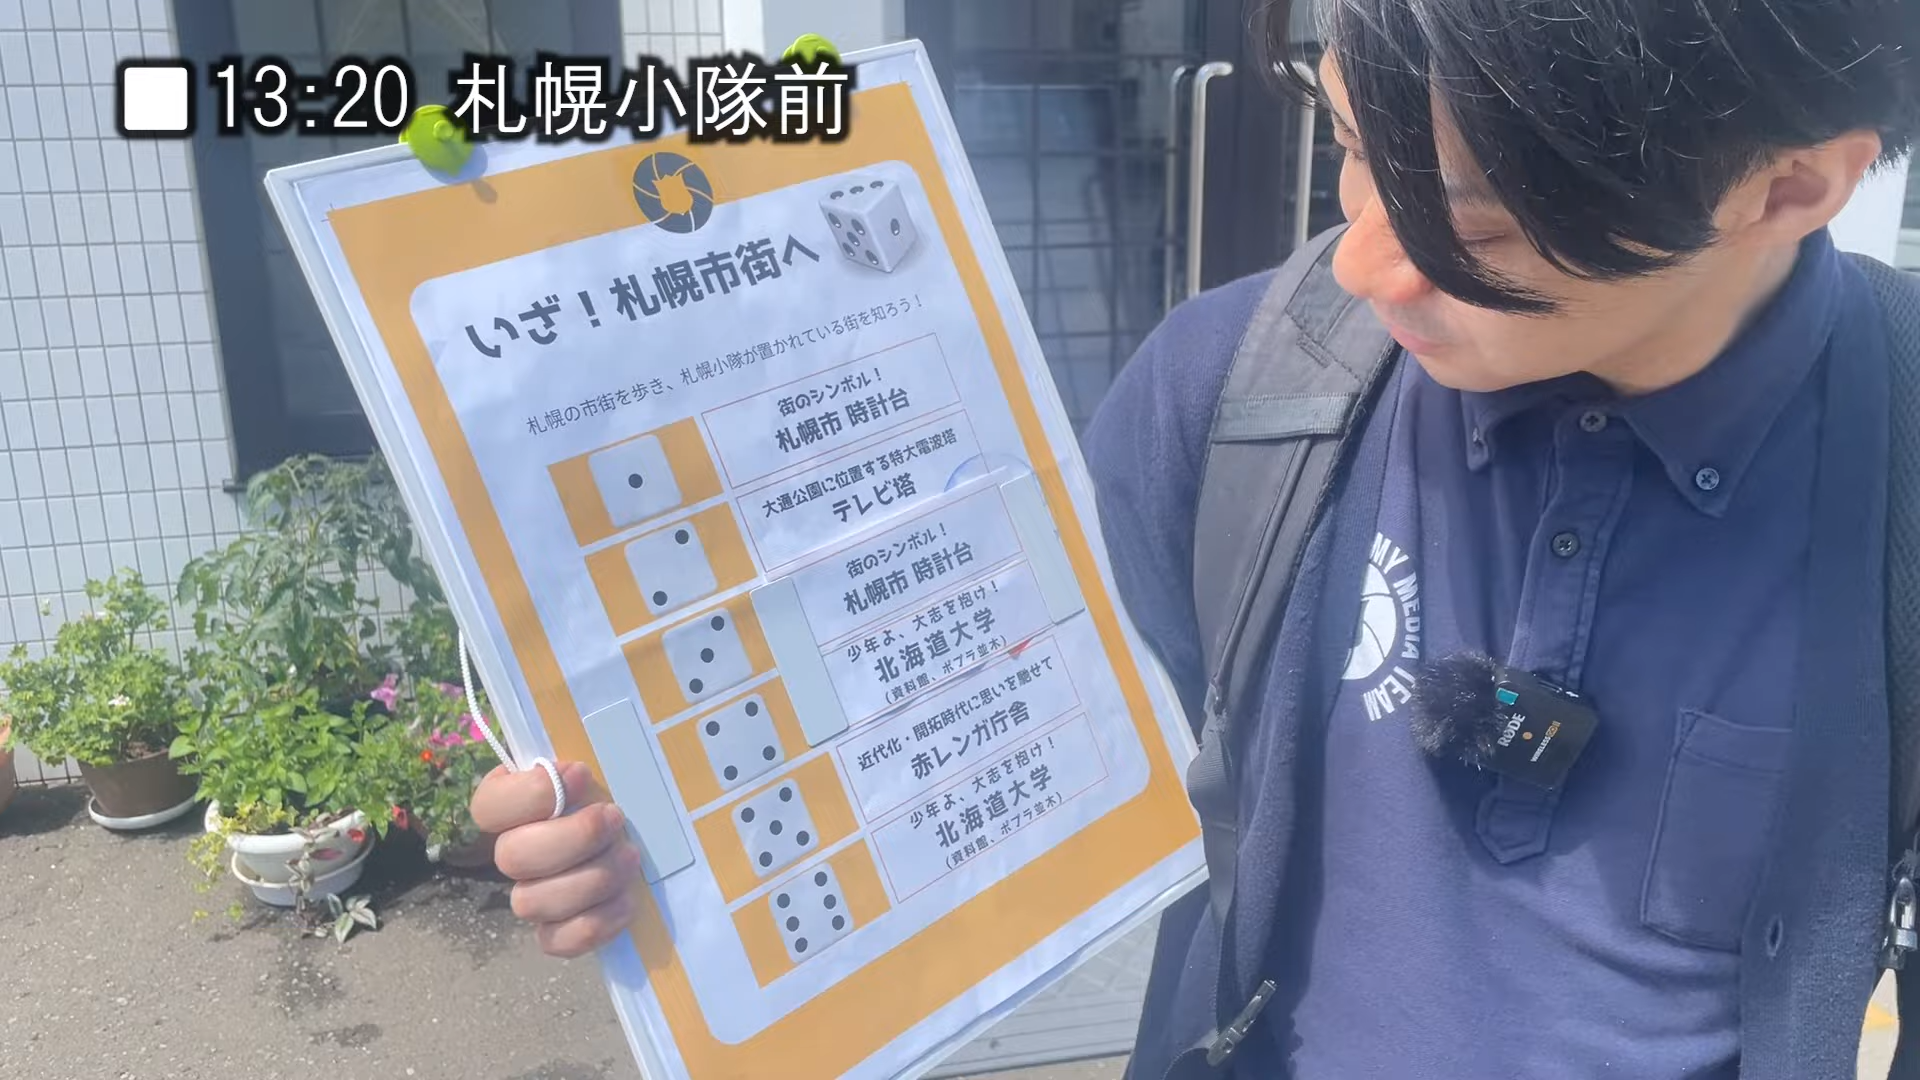 ■13:20 札幌小隊前
いざ！札幌市街へ
札幌の市街を歩き、札幌小隊が置かれている街を知ろう！
街のシンボル！
札幌市 時計台
大通公園に位置する特大電波塔
テレビ塔
街のシンボル！
札幌市 時計台
少年よ、大志を抱け！
北海道大学
（資料館、ポプラ並木）
近代化・開拓時代に思いを馳せて
赤レンガ庁舎
少年よ、大志を抱け！
北海道大学
（資料館、ポプラ並木）
MY MEDIA TEAM
RØDE
WIRELESS GO II